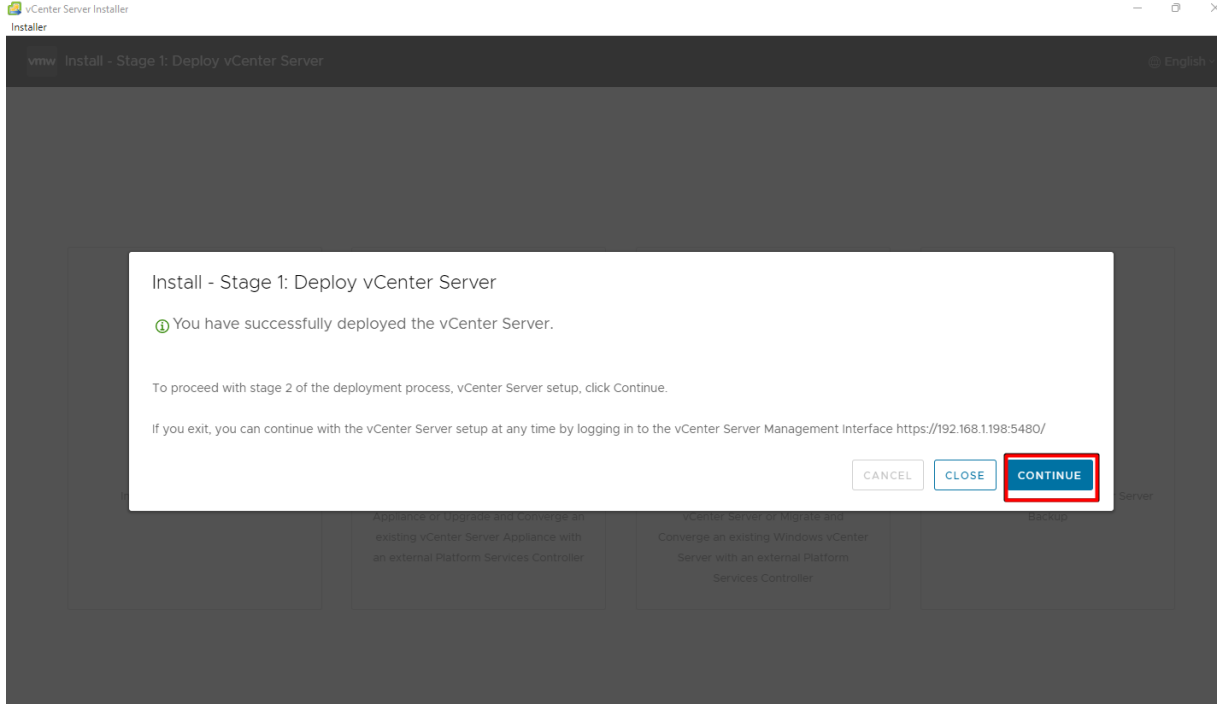 vCenter Server Installer
Installer
vmw Install - Stage 1: Deploy vCenter Server
English
Install - Stage 1: Deploy vCenter Server
You have successfully deployed the vCenter Server.
To proceed with stage 2 of the deployment process, vCenter Server setup, click Continue.
If you exit, you can continue with the vCenter Server setup at any time by logging in to the vCenter Server Management Interface https://192.168.1.198:5480/
CANCEL CLOSE CONTINUE
Server
Appliance or Upgrade and Converge an
existing vCenter Server Appliance with
an external Platform Services Controller
vCenter Server or Migrate and
Converge an existing Windows vCenter
Server with an external Platform
Services Controller
Backup